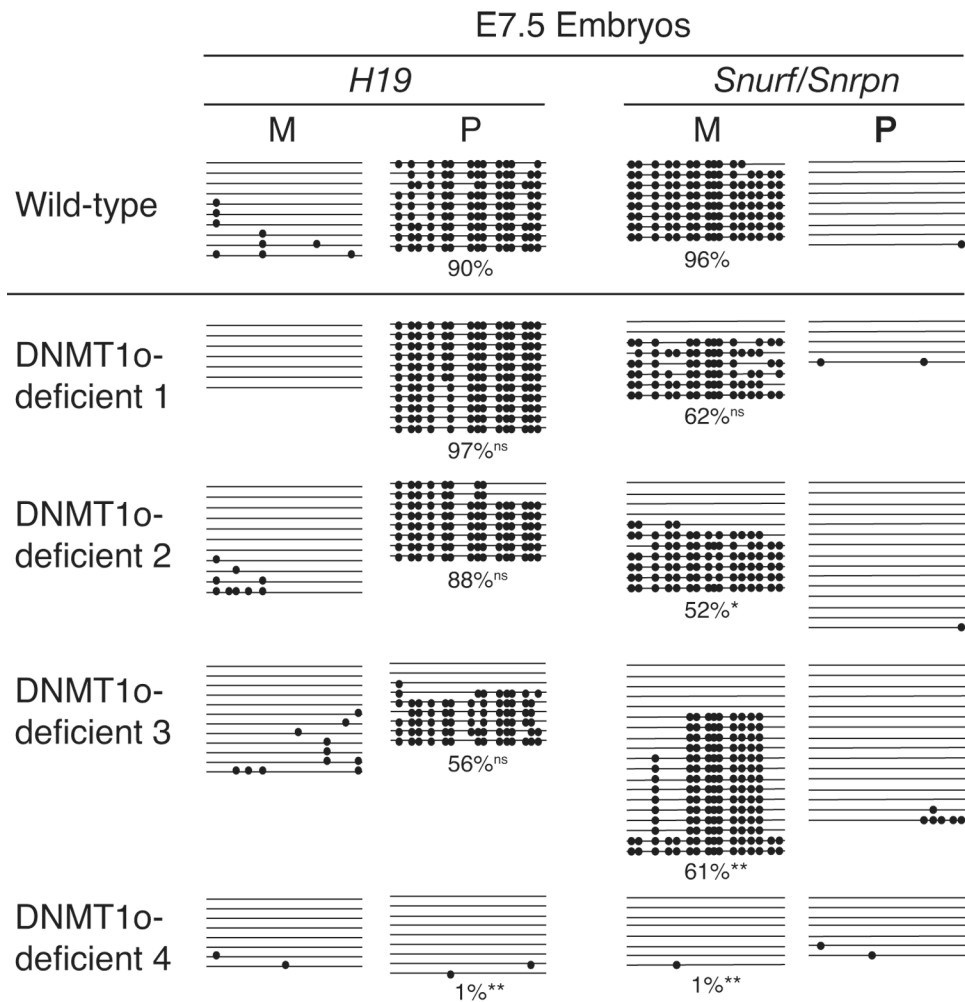 E7.5 Embryos
H19 Snurf/Snrpn
M P M P
Wild-type
90% 96%
DNMT1o-
deficient 1
97%ns 62%ns
DNMT1o-
deficient 2
88%ns 52%*
DNMT1o-
deficient 3
56%ns 61%**
DNMT1o-
deficient 4
1%** 1%**